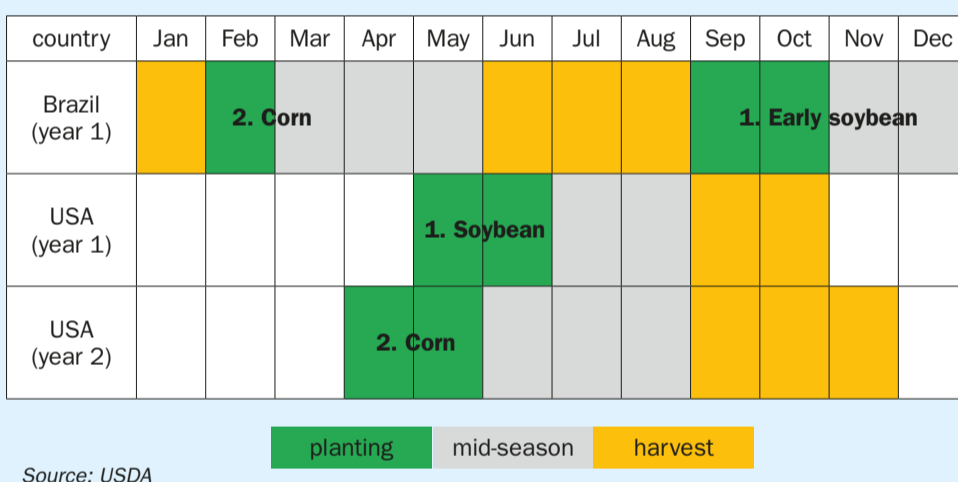 country Jan Feb Mar Apr May Jun Jul Aug Sep Oct Nov Dec
Brazil
(year 1)
2. Corn
1. Early soybean
USA
(year 1)
1. Soybean
USA
(year 2)
2. Corn
planting mid-season harvest
Source: USDA